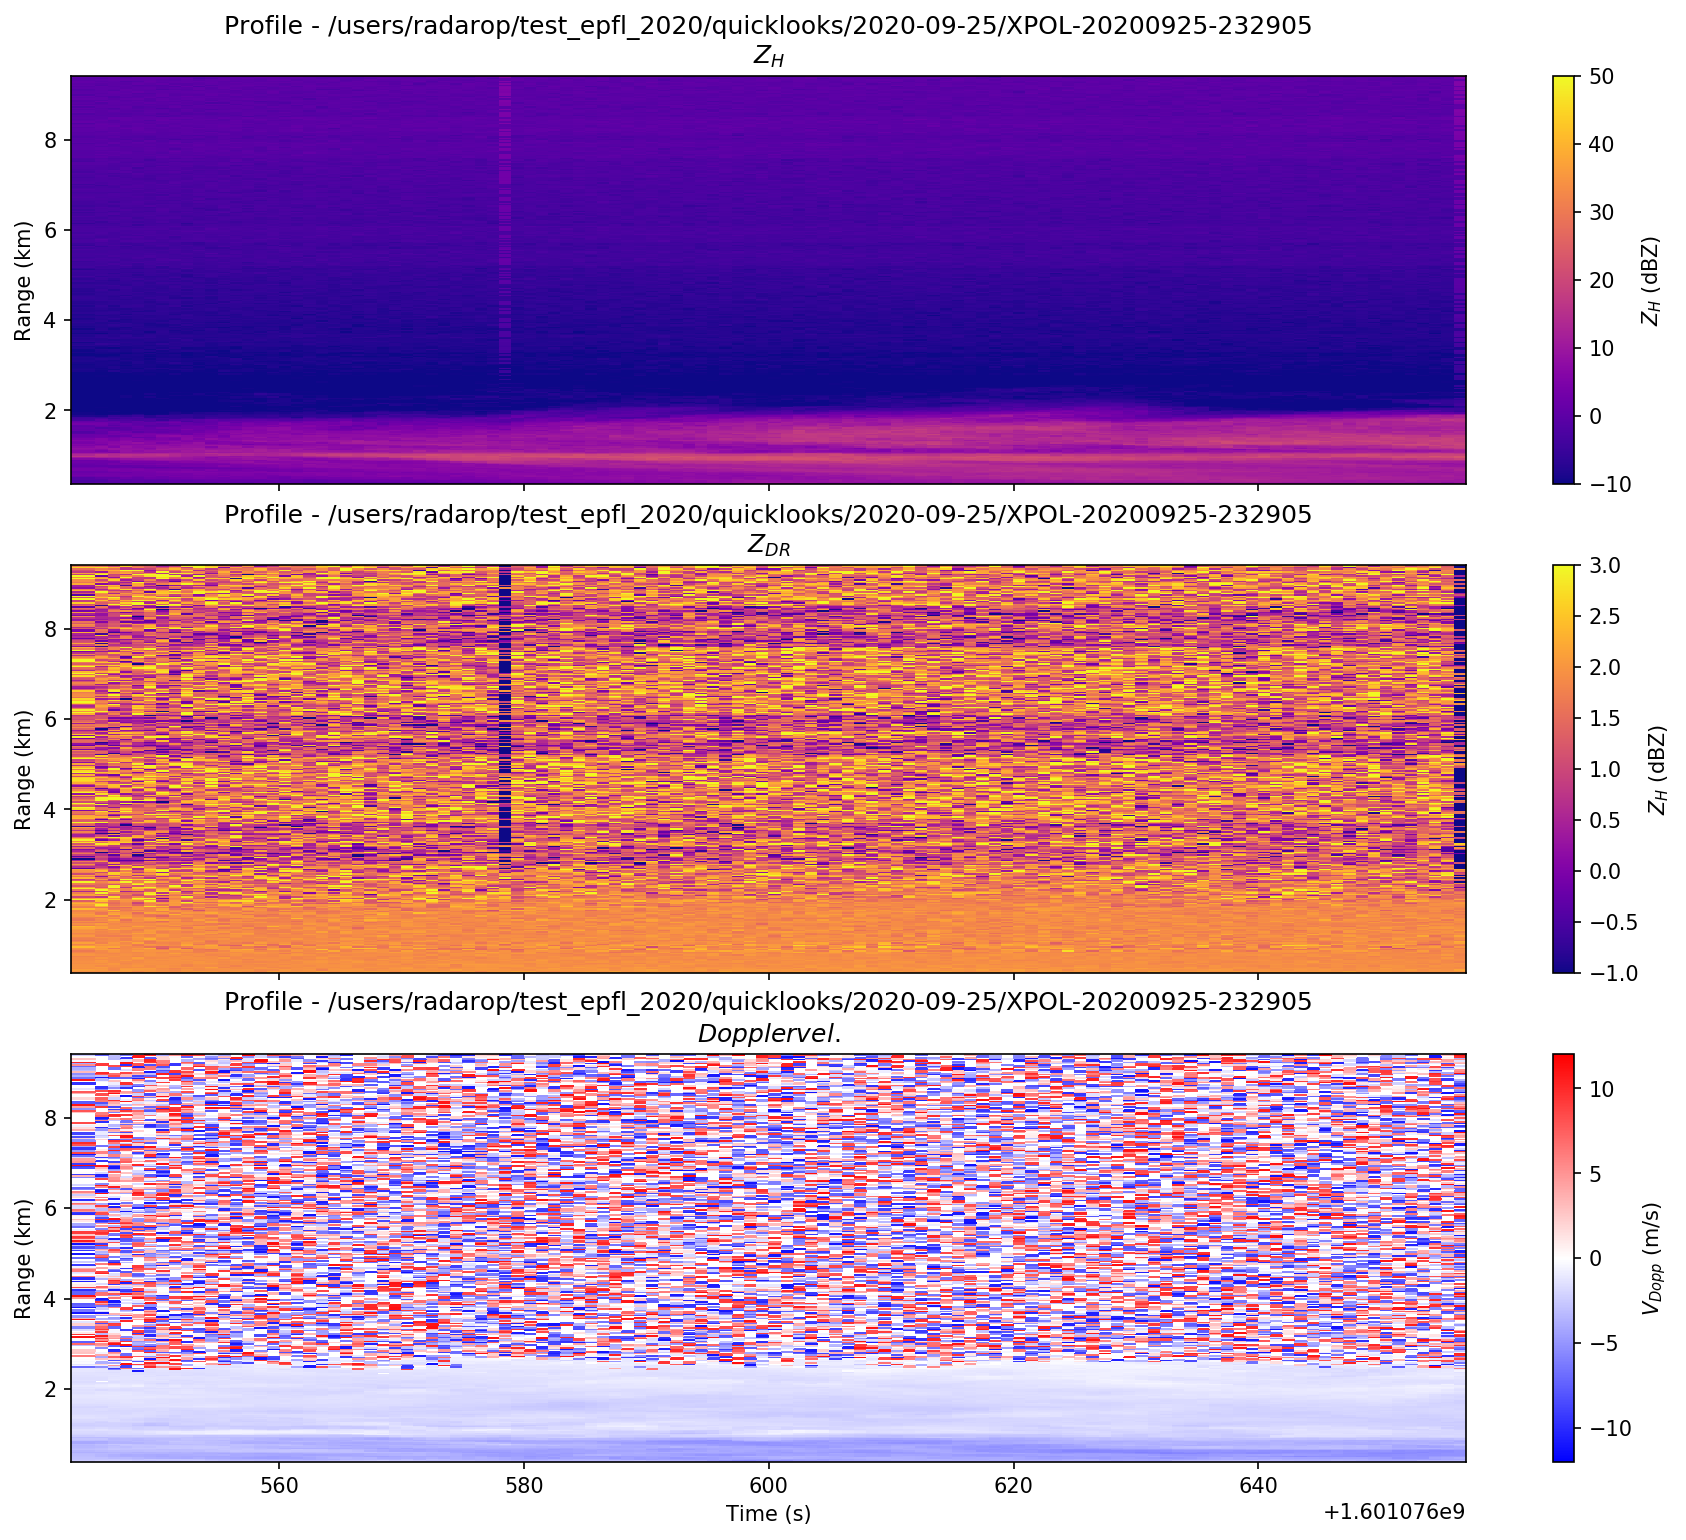 Profile - /users/radarop/test_epfl_2020/quicklooks/2020-09-25/XPOL-20200925-232905
Z_H
8
6
4
2
Range (km)
50
40
30
20
10
0
−10
Z_H (dBZ)
Profile - /users/radarop/test_epfl_2020/quicklooks/2020-09-25/XPOL-20200925-232905
Z_DR
8
6
4
2
Range (km)
3.0
2.5
2.0
1.5
1.0
0.5
0.0
−0.5
−1.0
Z_H (dBZ)
Profile - /users/radarop/test_epfl_2020/quicklooks/2020-09-25/XPOL-20200925-232905
Dopplervel.
8
6
4
2
Range (km)
10
5
0
−5
−10
V_Dopp (m/s)
560 580 600 620 640
Time (s)
+1.601076e9